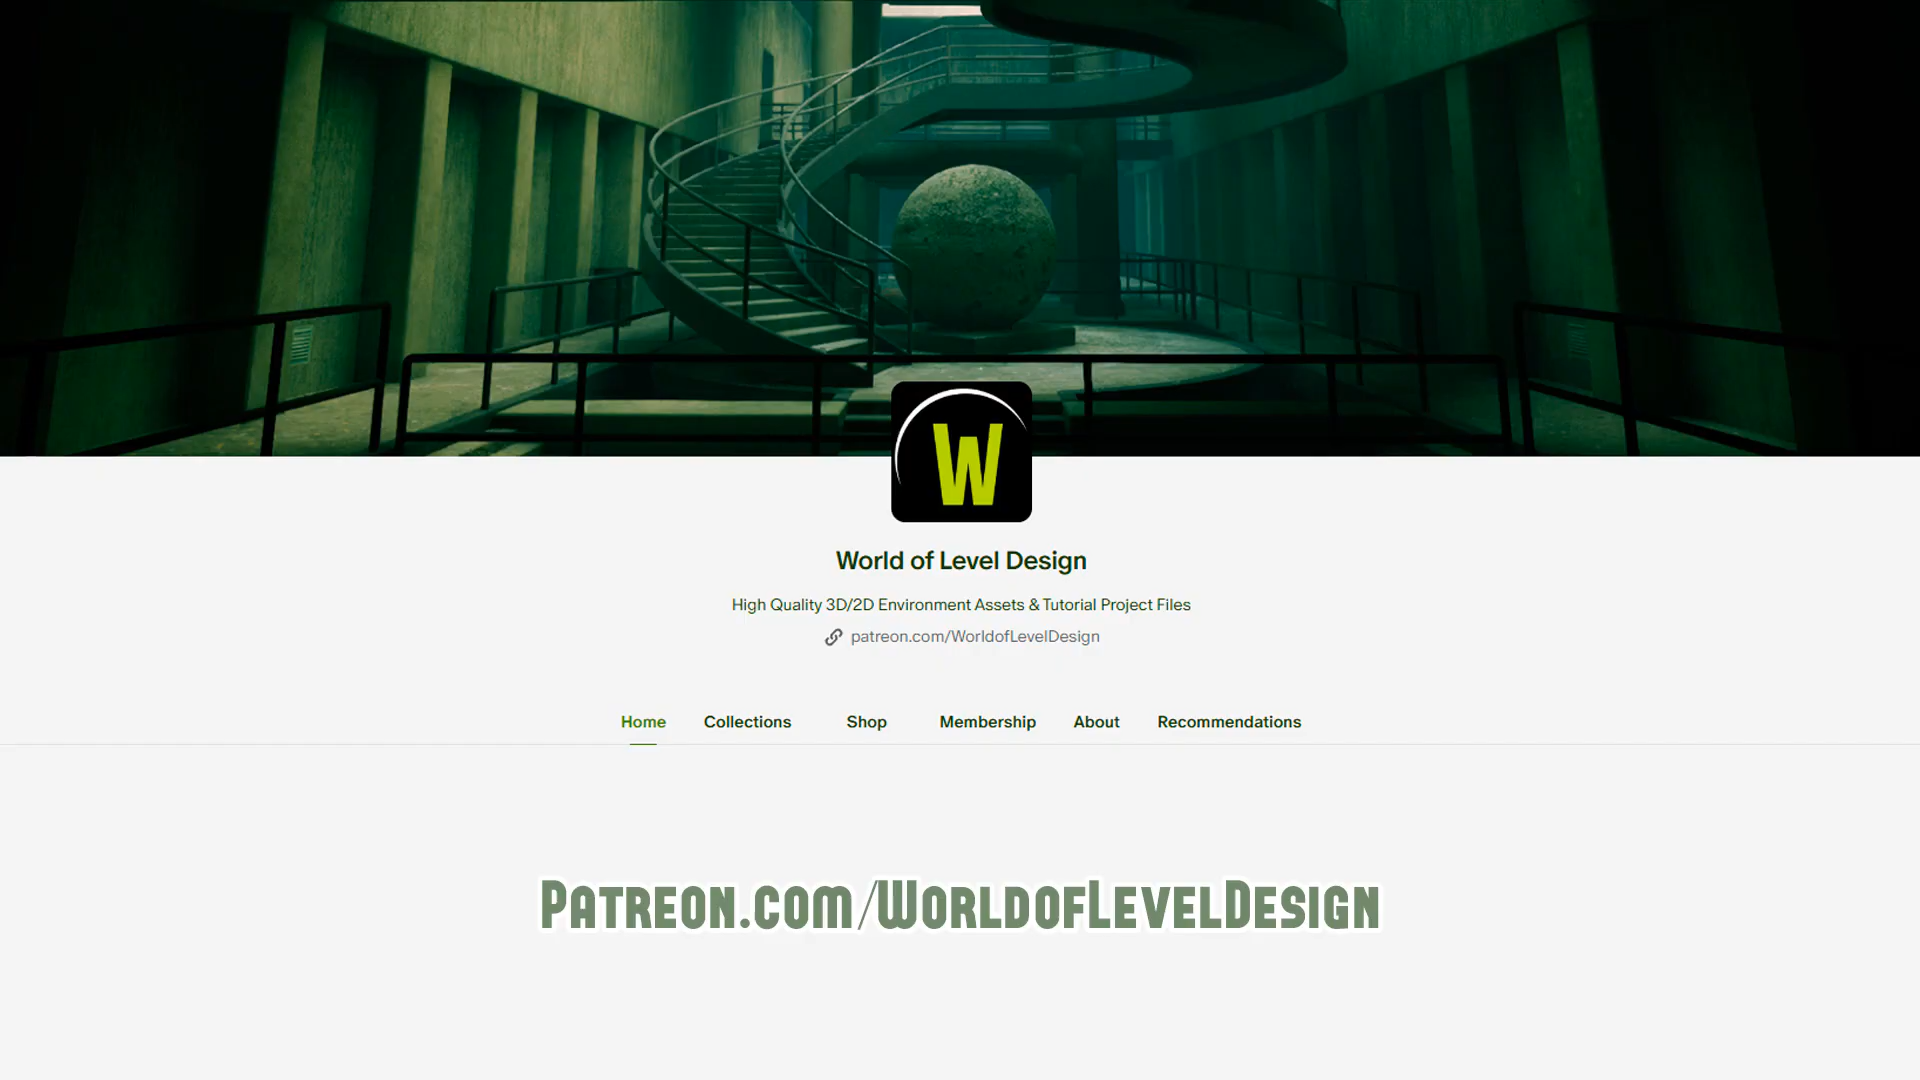 W
World of Level Design
High Quality 3D/2D Environment Assets & Tutorial Project Files
patreon.com/WorldofLevelDesign
Home Collections Shop Membership About Recommendations
Patreon.com/WorldofLevelDesign